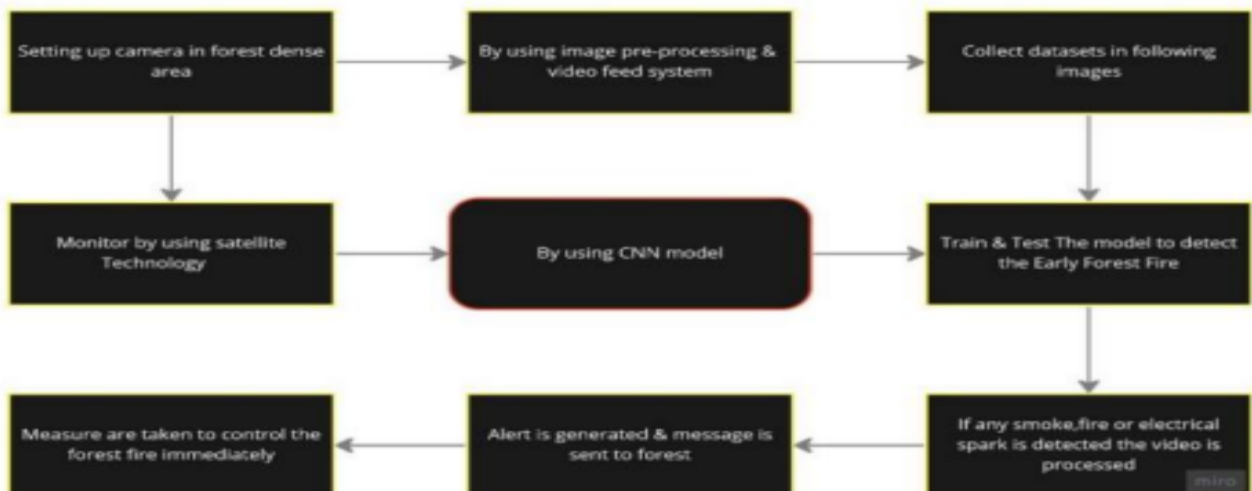 Setting up camera in forest dense
area
By using image pre-processing &
video feed system
Collect datasets in following
images
Monitor by using satellite
Technology
By using CNN model
Train & Test The model to detect
the Early Forest Fire
Measure are taken to control the
forest fire immediately
Alert is generated & message is
sent to forest
If any smoke,fire or electrical
spark is detected the video is
processed
miro